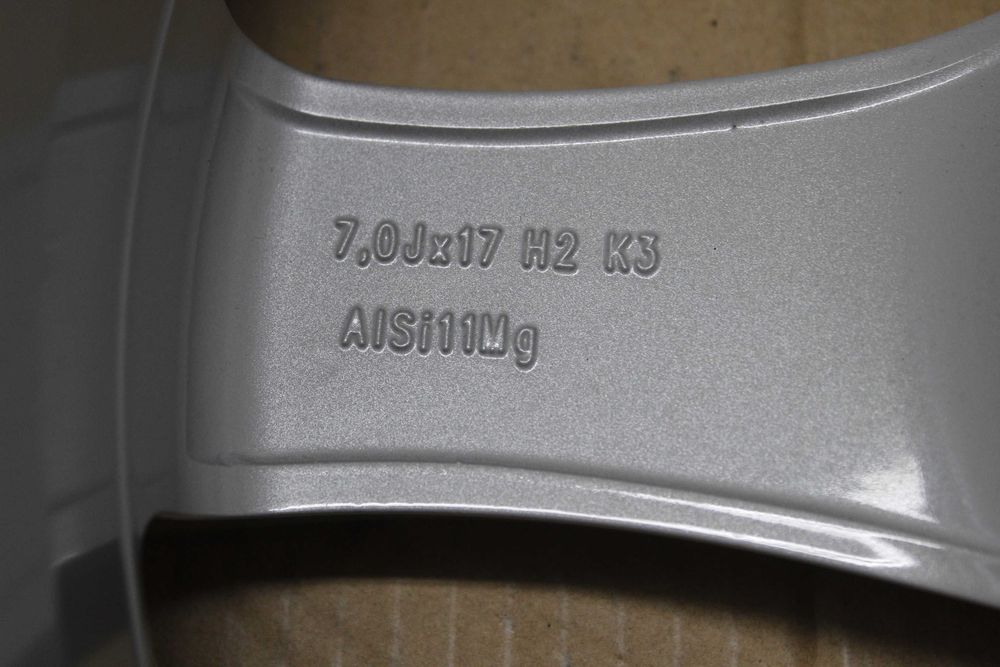 7,0Jx17 H2 K3
AlSi11Mg